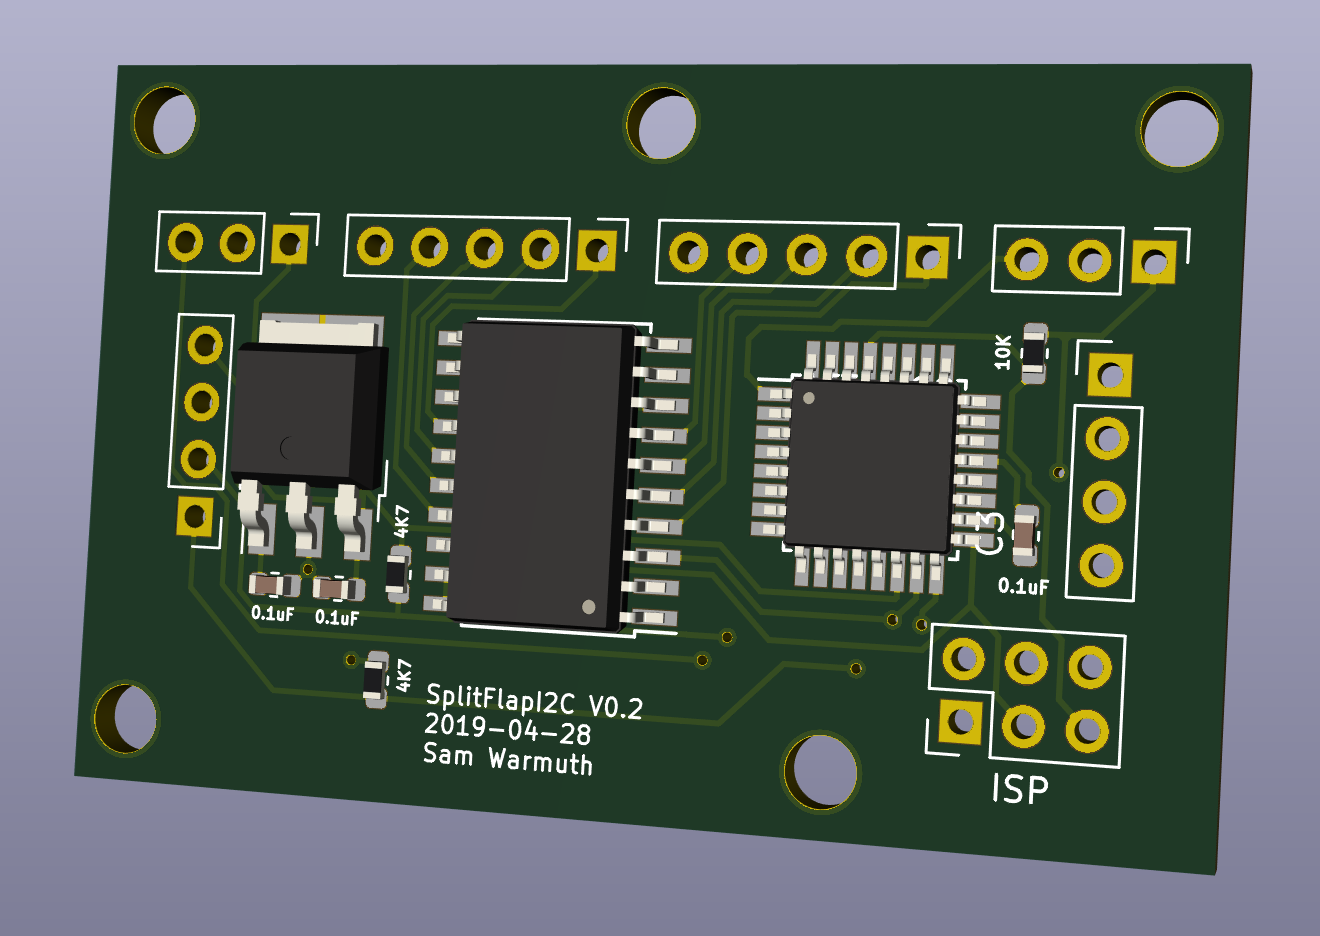 10K
4K7
C3
0.1uF
0.1uF
0.1uF
4K7
SplitFlapI2C V0.2
2019-04-28
Sam Warmuth
ISP